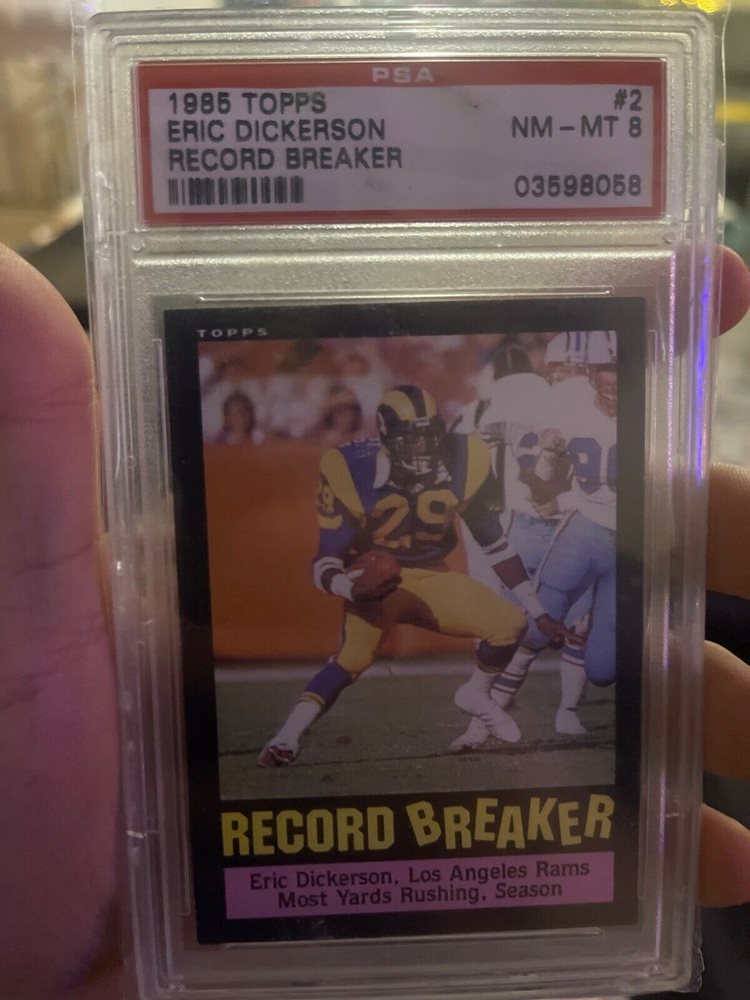 PSA
1985 TOPPS #2
ERIC DICKERSON NM - MT 8
RECORD BREAKER
03598058
TOPPS
29
RECORD BREAKER
Eric Dickerson, Los Angeles Rams
Most Yards Rushing, Season